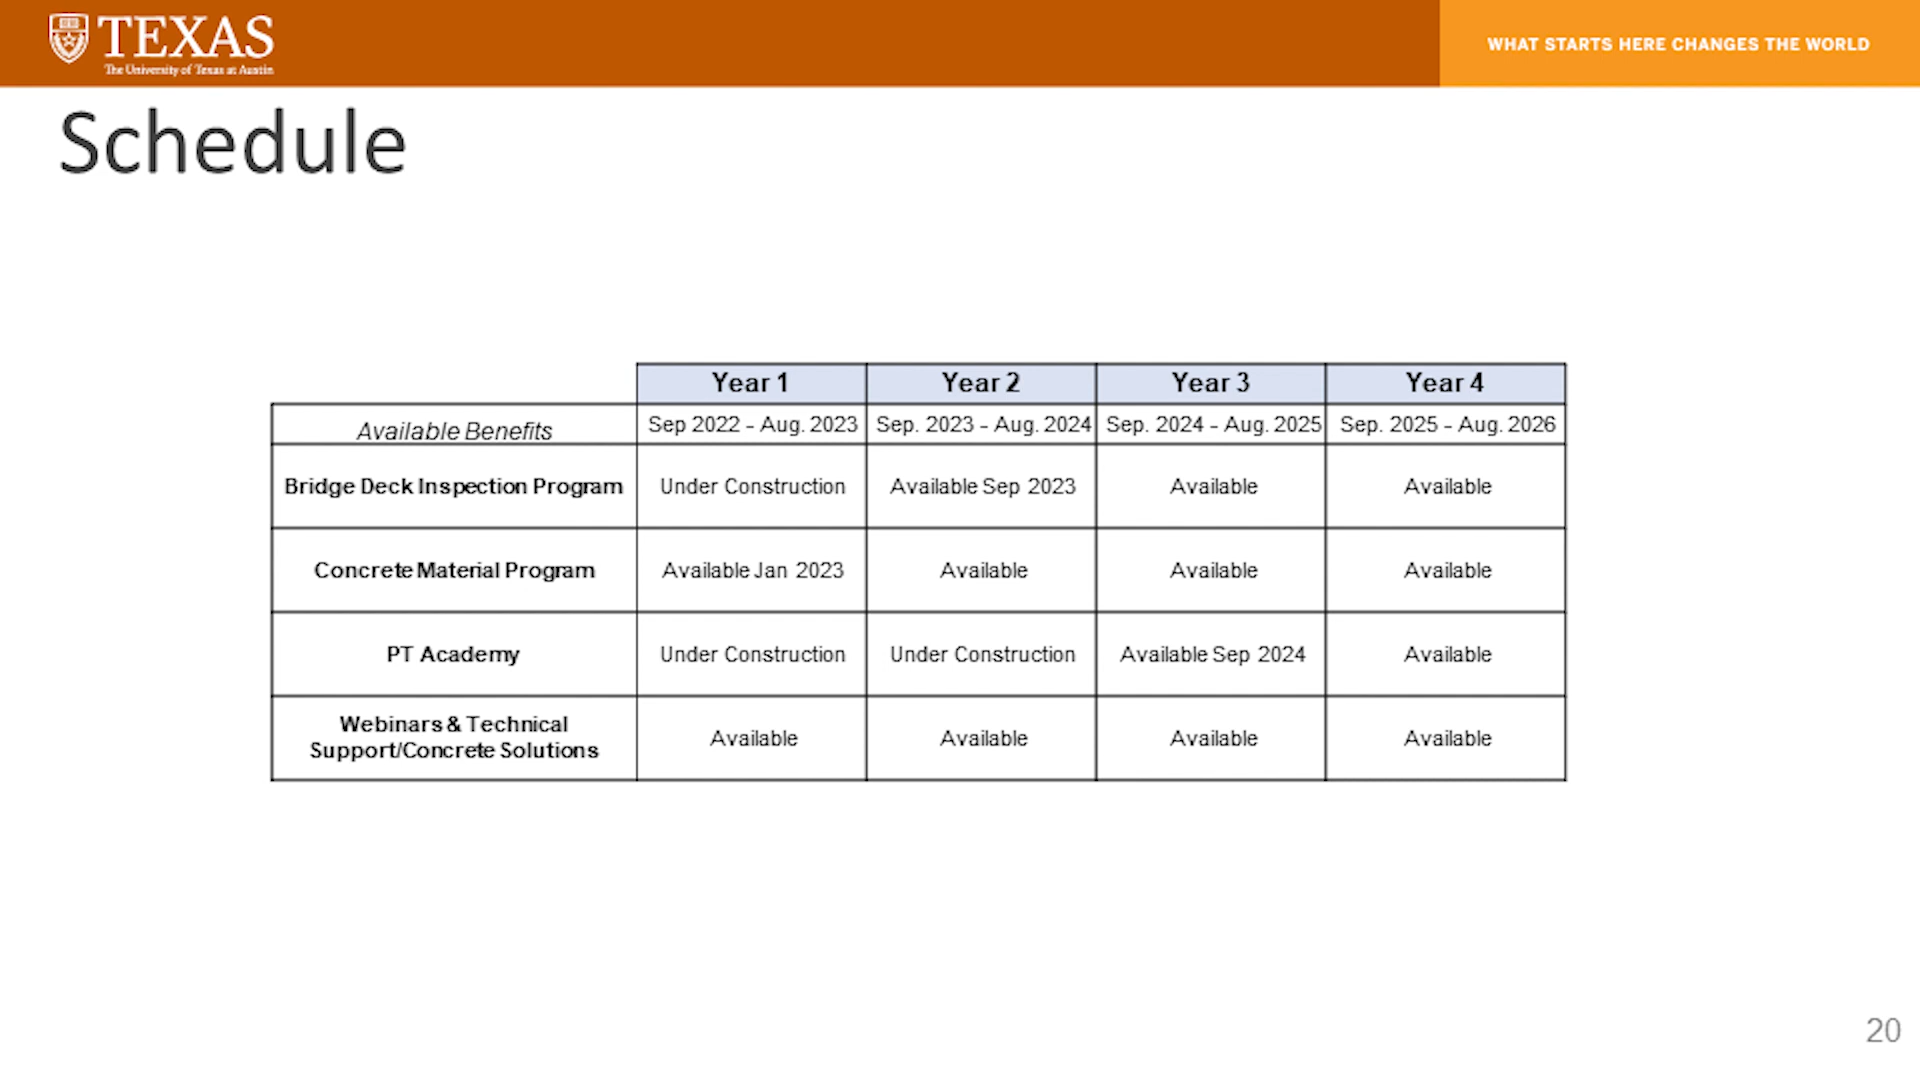 TEXAS
The University of Texas at Austin
WHAT STARTS HERE CHANGES THE WORLD
Schedule
Year 1 Year 2 Year 3 Year 4
Available Benefits Sep 2022 - Aug. 2023 Sep. 2023 - Aug. 2024 Sep. 2024 - Aug. 2025 Sep. 2025 - Aug. 2026
Bridge Deck Inspection Program Under Construction Available Sep 2023 Available Available
Concrete Material Program Available Jan 2023 Available Available Available
PT Academy Under Construction Under Construction Available Sep 2024 Available
Webinars & Technical
Support/Concrete Solutions Available Available Available Available
20